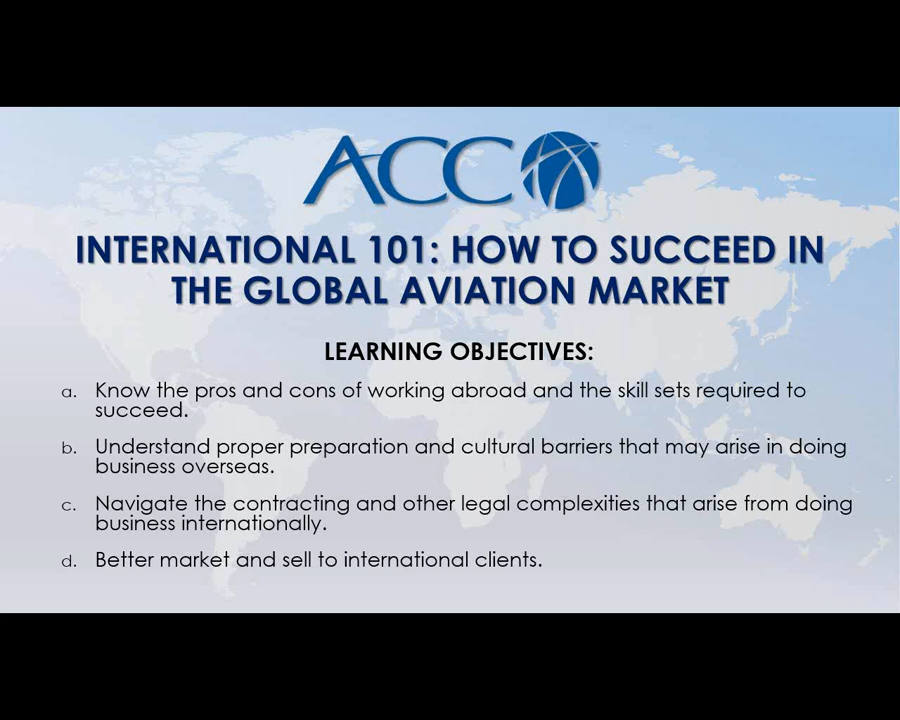 ACC
INTERNATIONAL 101: HOW TO SUCCEED IN
THE GLOBAL AVIATION MARKET
LEARNING OBJECTIVES:
a. Know the pros and cons of working abroad and the skill sets required to
succeed.
b. Understand proper preparation and cultural barriers that may arise in doing
business overseas.
c. Navigate the contracting and other legal complexities that arise from doing
business internationally.
d. Better market and sell to international clients.